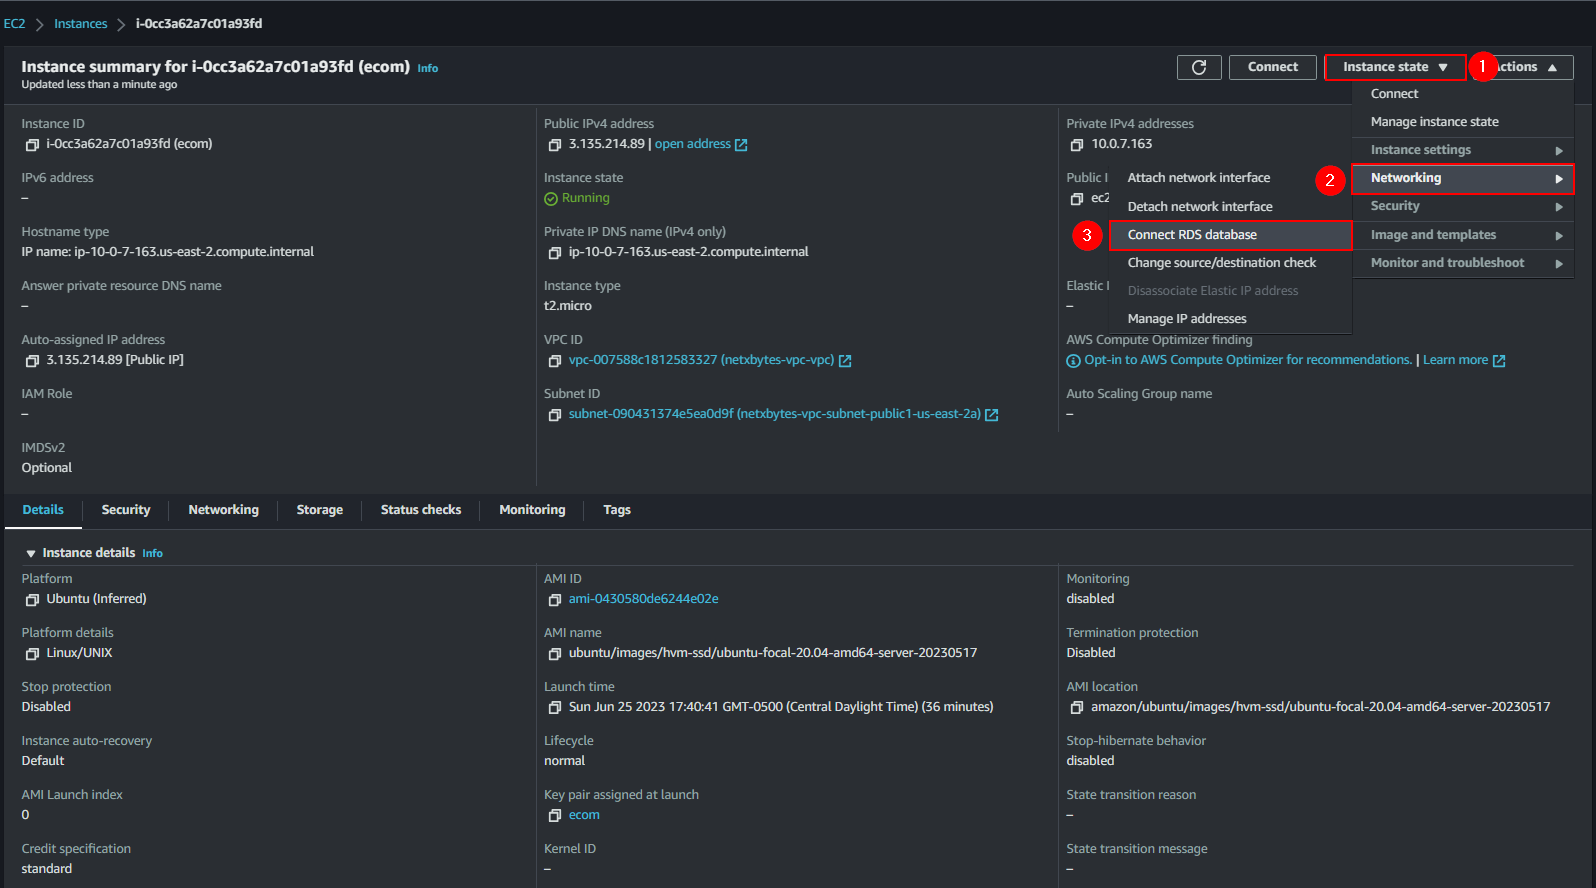 EC2 > Instances > i-0cc3a62a7c01a93fd
Instance summary for i-0cc3a62a7c01a93fd (ecom) Info
Updated less than a minute ago
Connect
Instance state
1
ctions
Connect
Manage instance state
Instance settings
2
Networking
Security
Image and templates
Monitor and troubleshoot
Attach network interface
Detach network interface
3
Connect RDS database
Change source/destination check
Disassociate Elastic IP address
Manage IP addresses
Instance ID
i-0cc3a62a7c01a93fd (ecom)
IPv6 address
–
Hostname type
IP name: ip-10-0-7-163.us-east-2.compute.internal
Answer private resource DNS name
–
Auto-assigned IP address
3.135.214.89 [Public IP]
IAM Role
–
IMDSv2
Optional
Public IPv4 address
3.135.214.89 | open address
Instance state
Running
Private IP DNS name (IPv4 only)
ip-10-0-7-163.us-east-2.compute.internal
Instance type
t2.micro
VPC ID
vpc-007588c1812583327 (netxbytes-vpc-vpc)
Subnet ID
subnet-090431374e5ea0d9f (netxbytes-vpc-subnet-public1-us-east-2a)
Private IPv4 addresses
10.0.7.163
Public I
ec2
Elastic I
–
AWS Compute Optimizer finding
Opt-in to AWS Compute Optimizer for recommendations. | Learn more
Auto Scaling Group name
–
Details
Security
Networking
Storage
Status checks
Monitoring
Tags
Instance details Info
Platform
Ubuntu (Inferred)
Platform details
Linux/UNIX
Stop protection
Disabled
Instance auto-recovery
Default
AMI Launch index
0
Credit specification
standard
AMI ID
ami-0430580de6244e02e
AMI name
ubuntu/images/hvm-ssd/ubuntu-focal-20.04-amd64-server-20230517
Launch time
Sun Jun 25 2023 17:40:41 GMT-0500 (Central Daylight Time) (36 minutes)
Lifecycle
normal
Key pair assigned at launch
ecom
Kernel ID
–
Monitoring
disabled
Termination protection
Disabled
AMI location
amazon/ubuntu/images/hvm-ssd/ubuntu-focal-20.04-amd64-server-20230517
Stop-hibernate behavior
disabled
State transition reason
–
State transition message
–